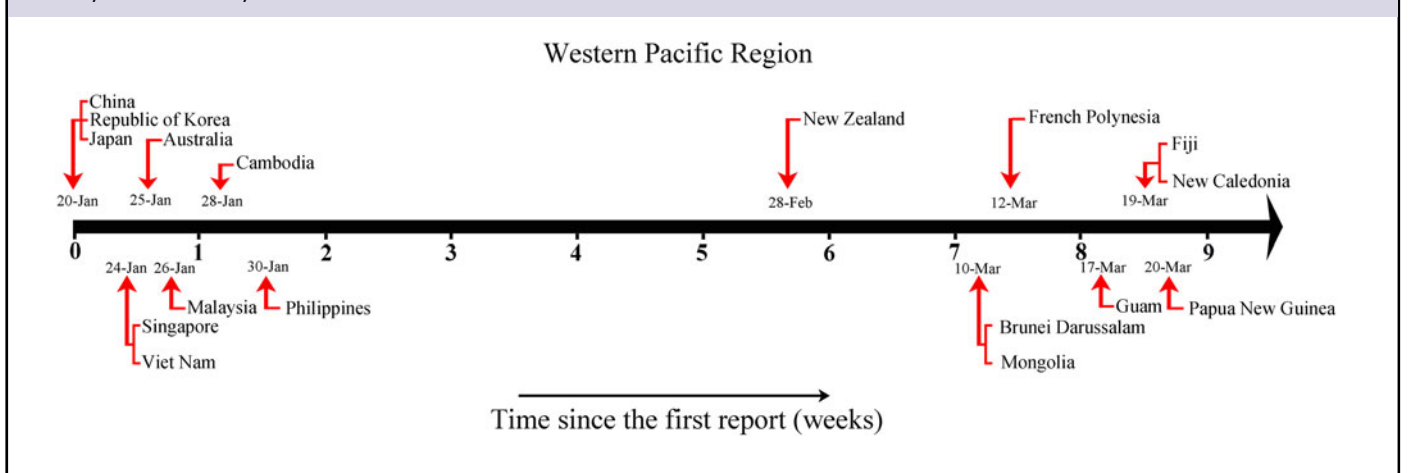 Western Pacific Region
China
Republic of Korea
Japan
Australia
Cambodia
New Zealand
French Polynesia
Fiji
New Caledonia
20-Jan
25-Jan
28-Jan
28-Feb
12-Mar
19-Mar
0
1
2
3
4
5
6
7
8
9
24-Jan
26-Jan
30-Jan
10-Mar
17-Mar
20-Mar
Malaysia
Philippines
Singapore
Viet Nam
Guam
Papua New Guinea
Brunei Darussalam
Mongolia
Time since the first report (weeks)